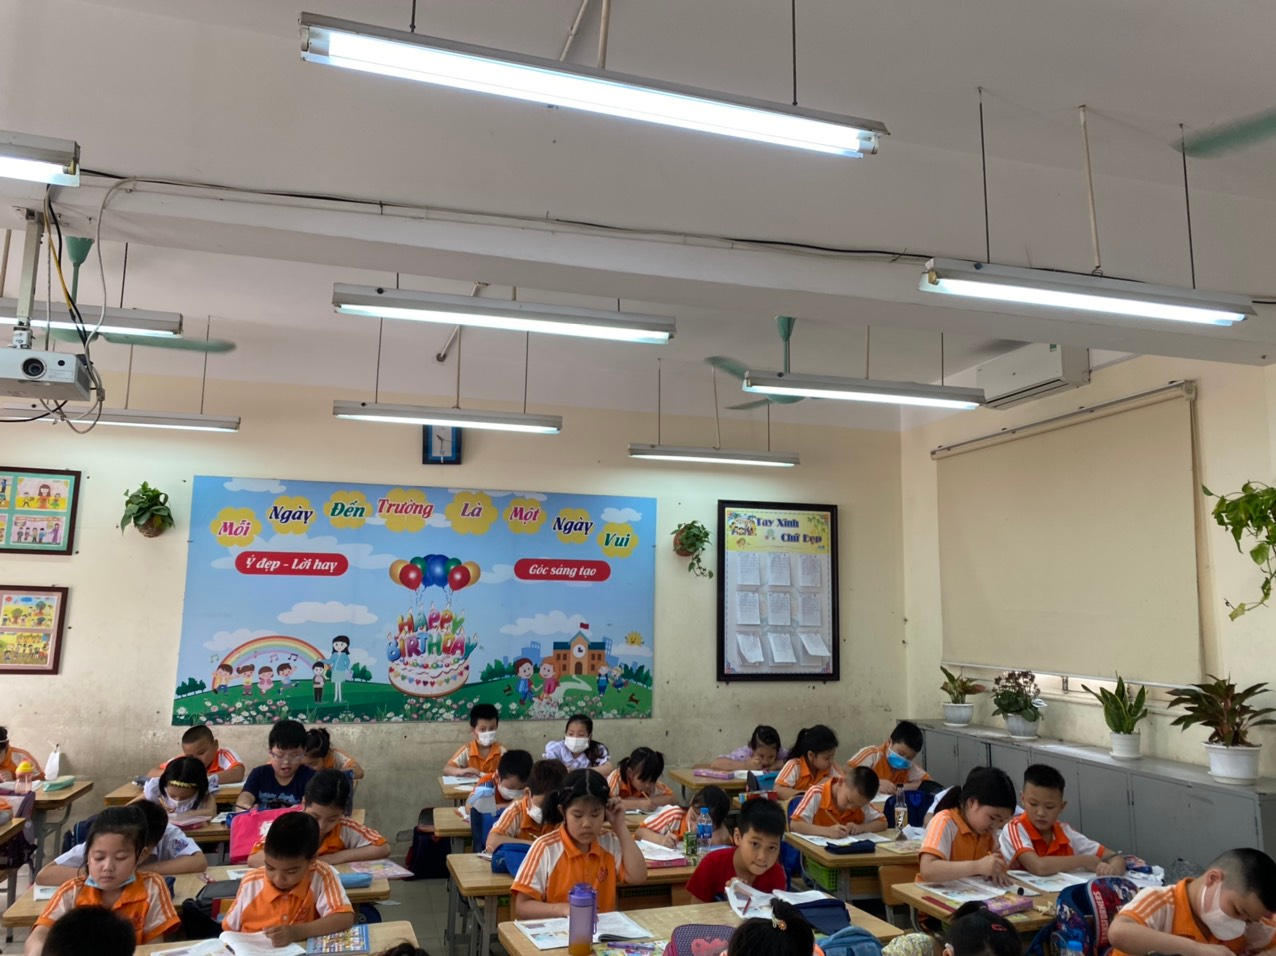 Mỗi Ngày Đến Trường Là Một Ngày Vui
Ý đẹp - Lời hay
Góc sáng tạo
HAPPY
BIRTHDAY
Tay Xinh
Chữ Đẹp